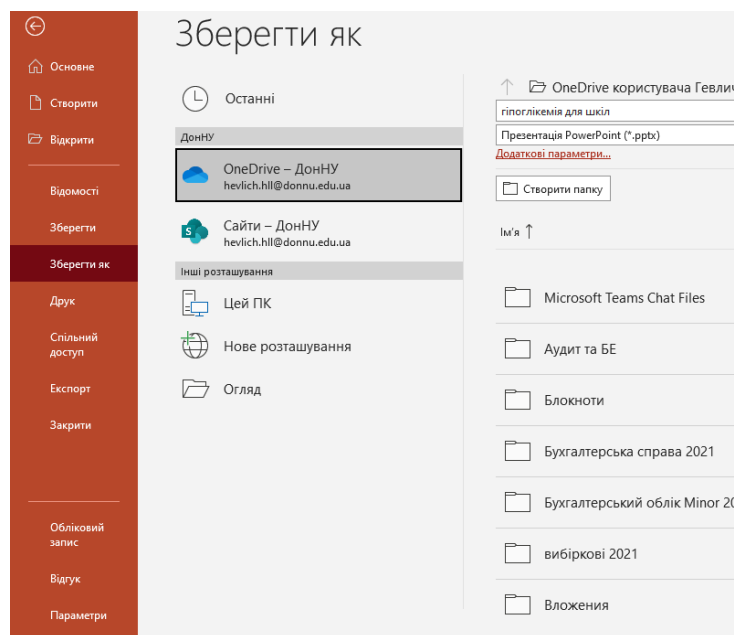 Зберегти як
Основне
Створити
Відкрити
Відомості
Зберегти
Зберегти як
Друк
Спільний
доступ
Експорт
Закрити
Обліковий
запис
Відгук
Параметри
Останні
ДонНУ
OneDrive – ДонНУ
hevlich.hll@donnu.edu.ua
Сайти – ДонНУ
hevlich.hll@donnu.edu.ua
Інші розташування
Цей ПК
Нове розташування
Огляд
OneDrive користувача Гевлич
гіпоглікемія для шкіл
Презентація PowerPoint (*.pptx)
Додаткові параметри...
Створити папку
Ім'я ↑
Microsoft Teams Chat Files
Аудит та БЕ
Блокноти
Бухгалтерська справа 2021
Бухгалтерський облік Minor 20
вибіркові 2021
Вложения